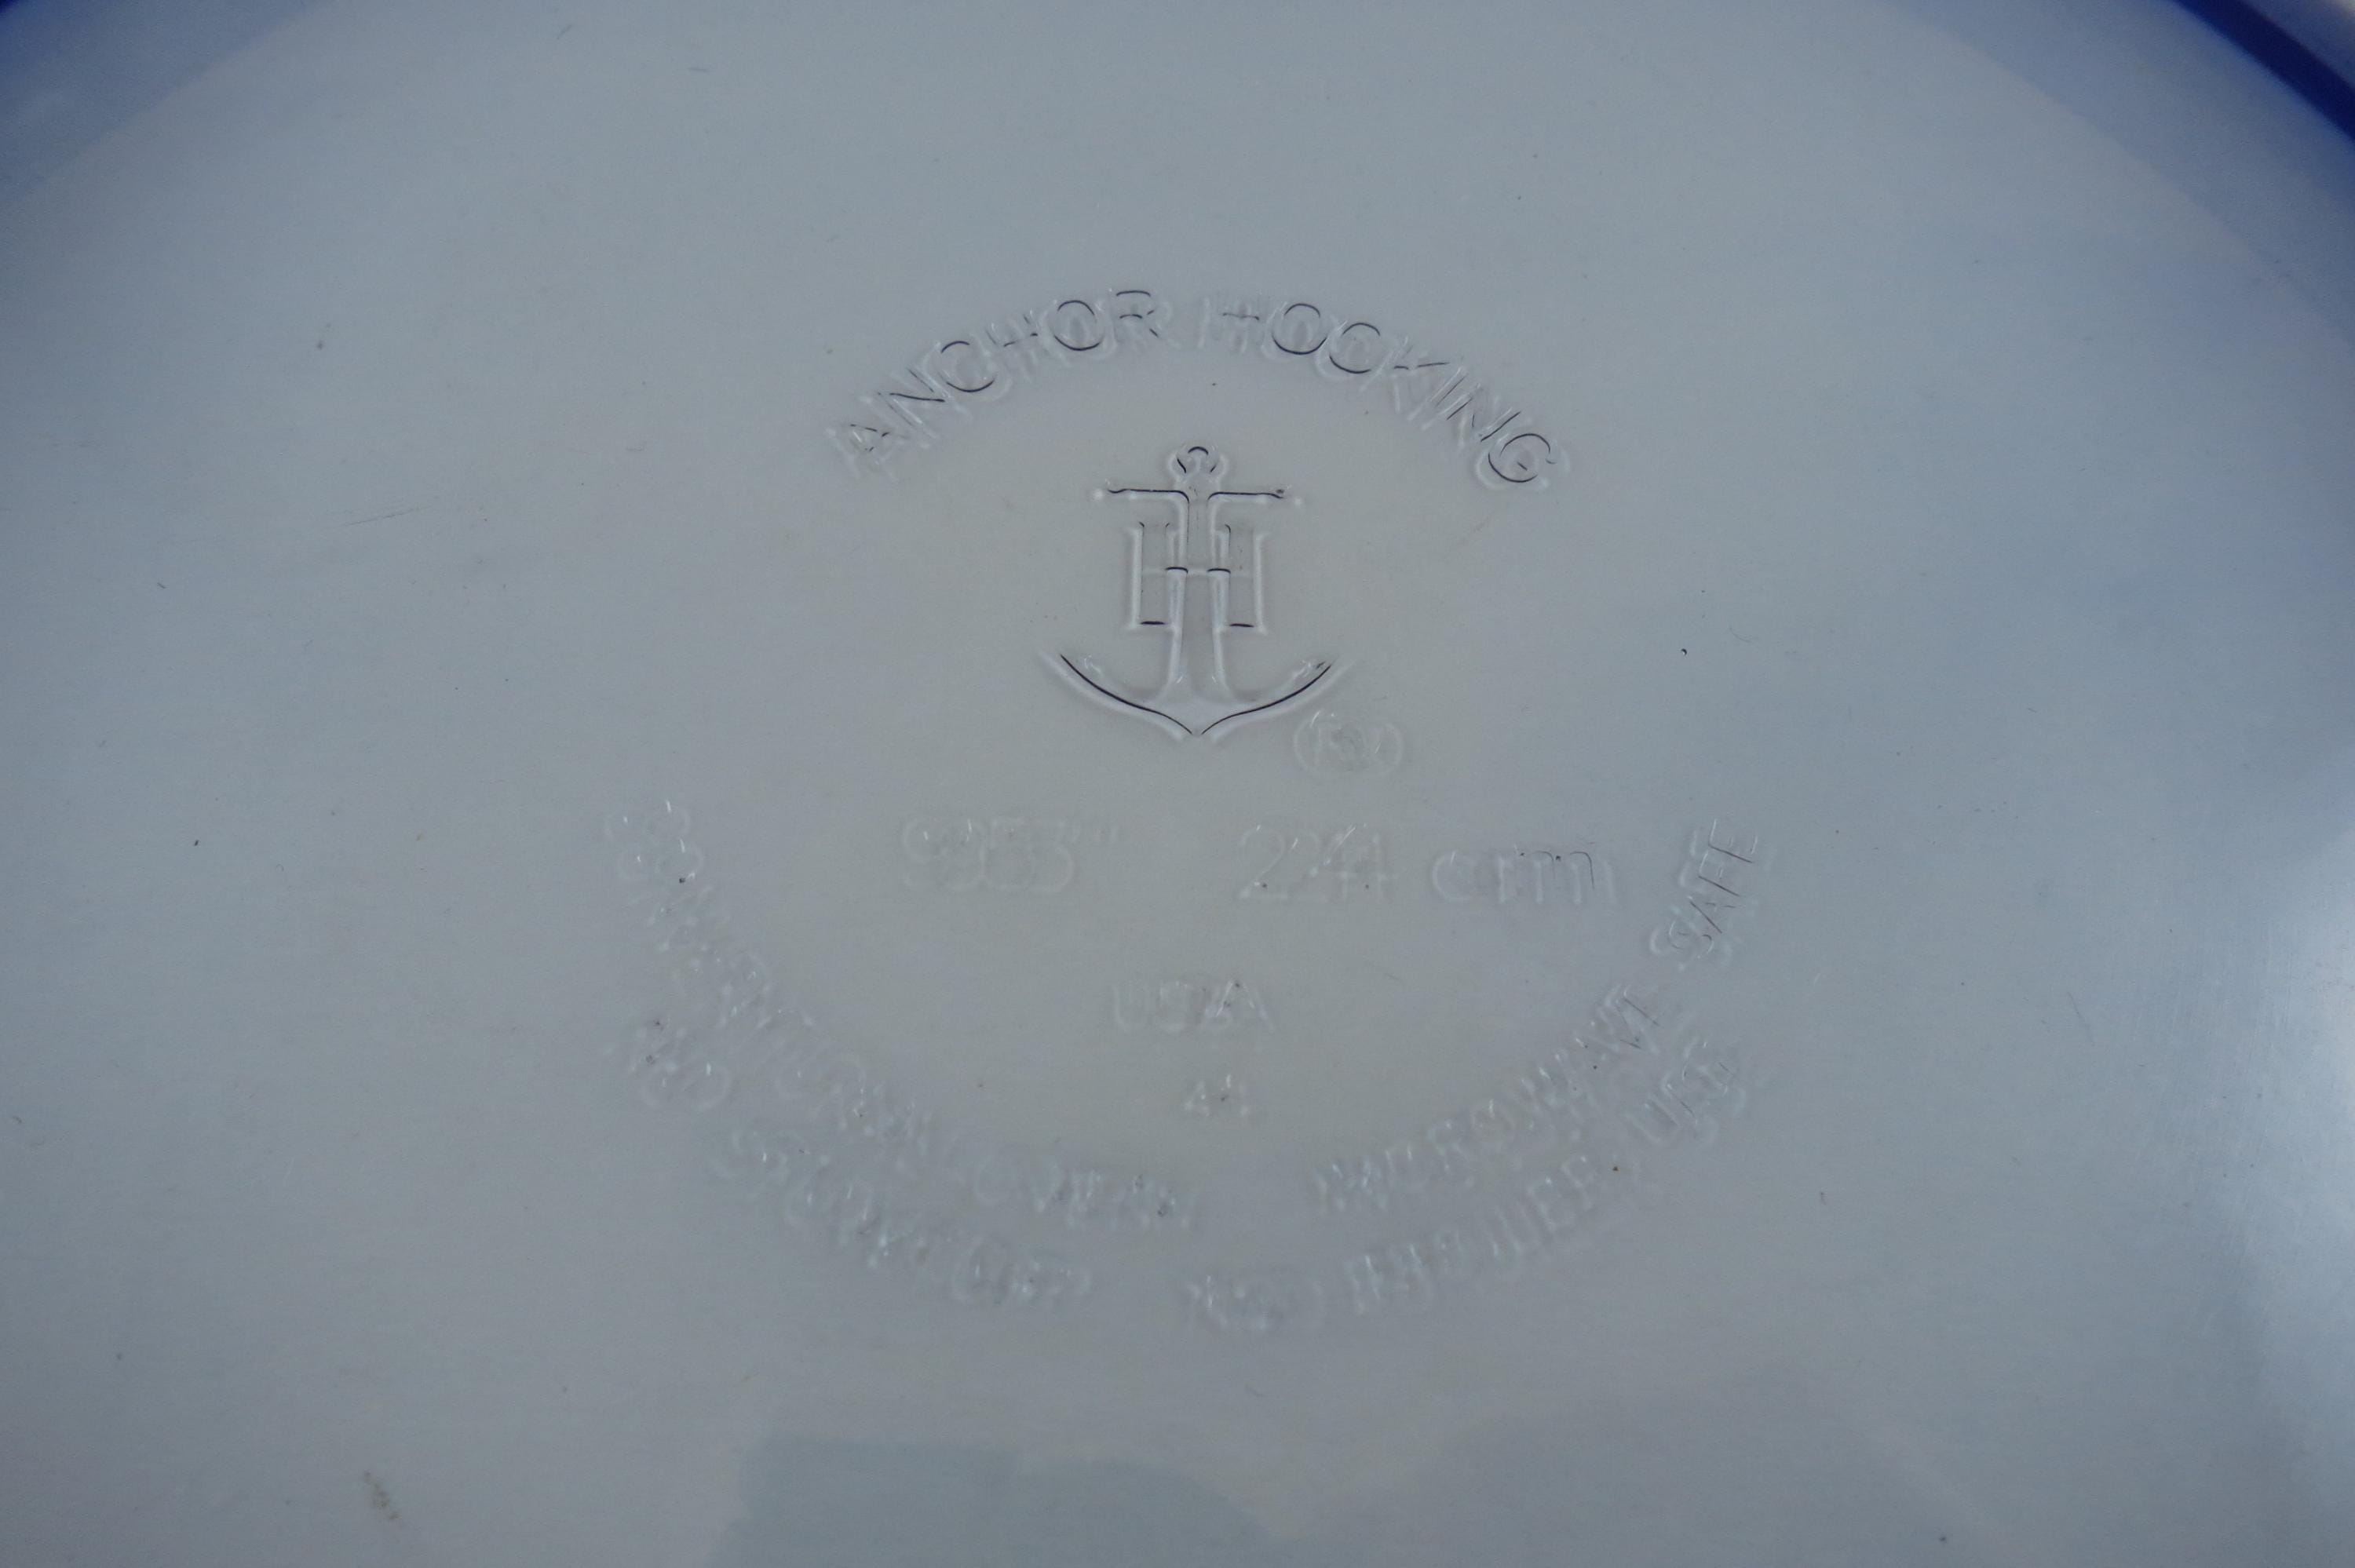 ANCHOR HOCKING
H
®
9.5" 24 cm
USA
CONVENTIONAL OVEN MICROWAVE SAFE
NO STOVETOP NO BROILER USE